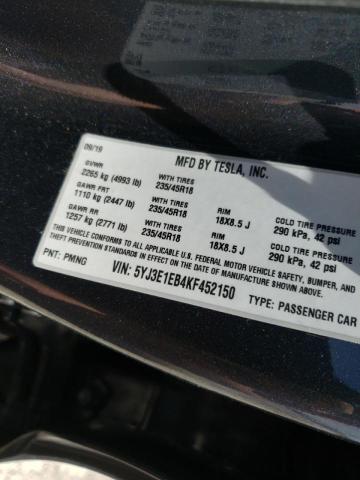 09/19
MFD BY TESLA, INC.
GVWR
2265 kg (4993 lb)
GAWR FRT TIRES RIM COLD TIRE PRESSURE
1110 kg (2447 lb) 235/45R18 18X8.5 J 290 kPa, 42 psi
GAWR RR TIRES RIM COLD TIRE PRESSURE
1257 kg (2771 lb) 235/45R18 18X8.5 J 290 kPa, 42 psi
THIS VEHICLE CONFORMS TO ALL APPLICABLE U.S. FEDERAL MOTOR VEHICLE SAFETY, BUMPER, AND
THEFT PREVENTION STANDARDS IN EFFECT ON THE DATE OF MANUFACTURE SHOWN ABOVE.
PNT: PMNG VIN: 5YJ3E1EB4KF452150 TYPE: PASSENGER CAR